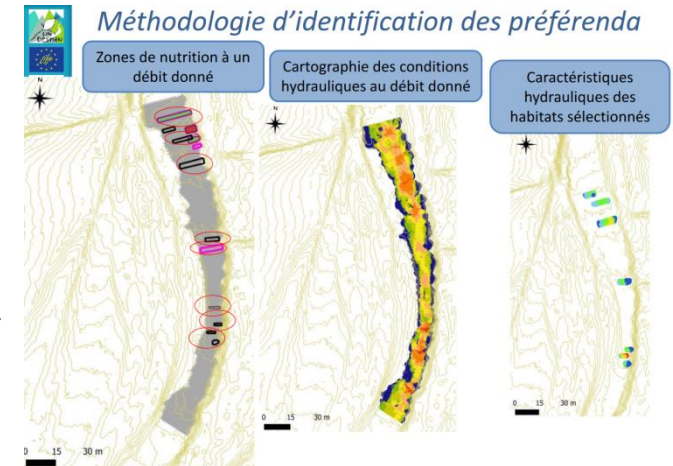 Méthodologie d'identification des préférenda
Zones de nutrition à un
débit donné
Cartographie des conditions
hydrauliques au débit donné
Caractéristiques
hydrauliques des
habitats sélectionnés
N
0 15 30 m
0 15 30 m
0 15 30 m